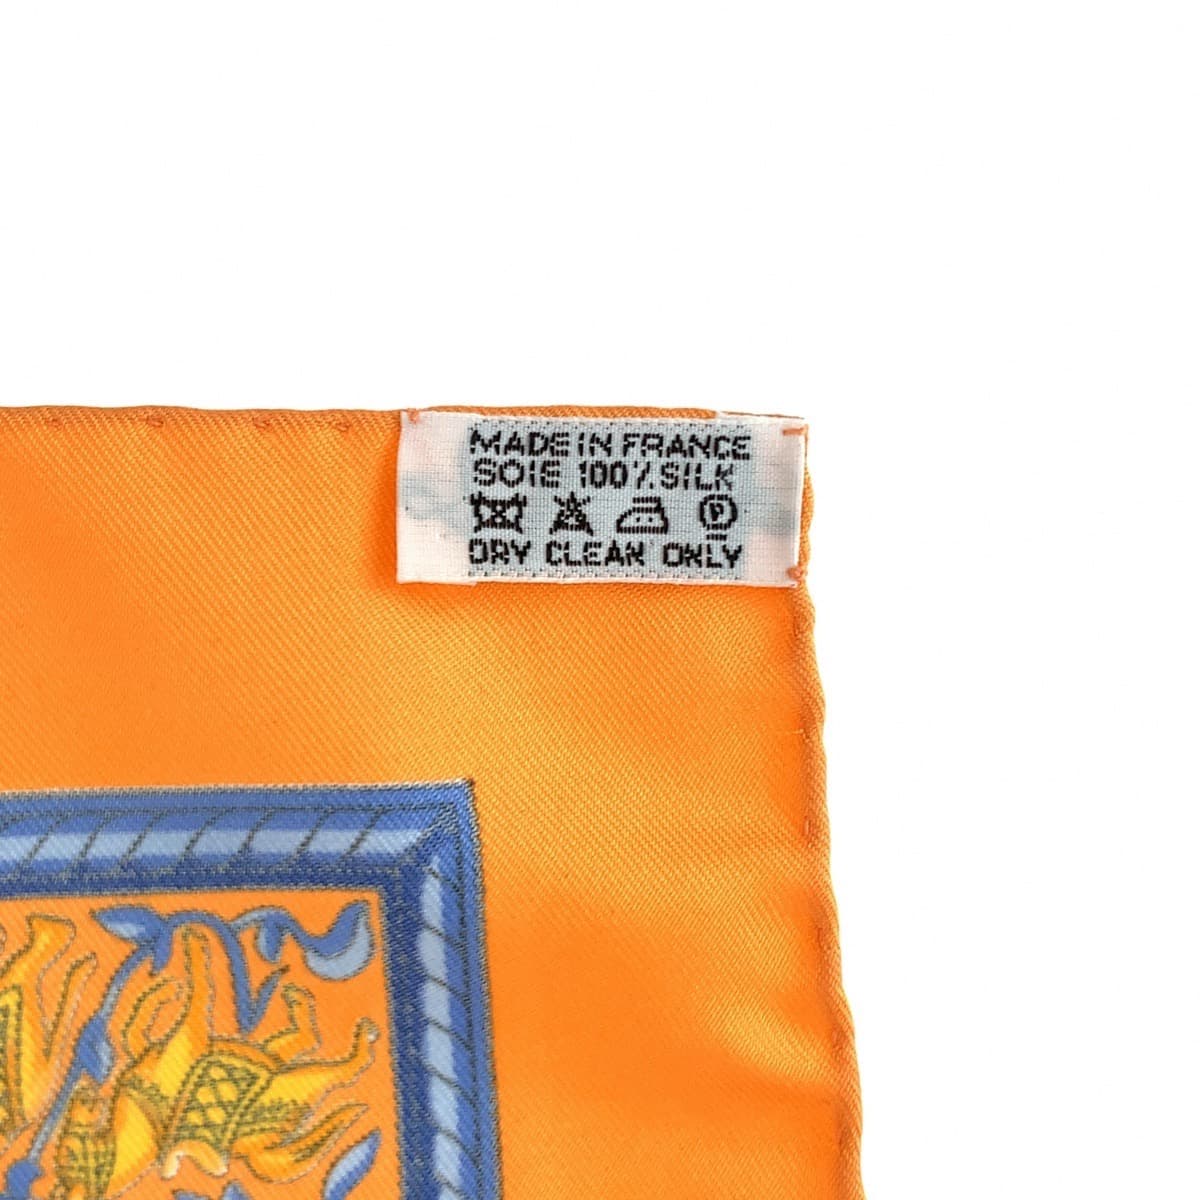 MADE IN FRANCE
SOIE 100% SILK
P
DRY CLEAN ONLY